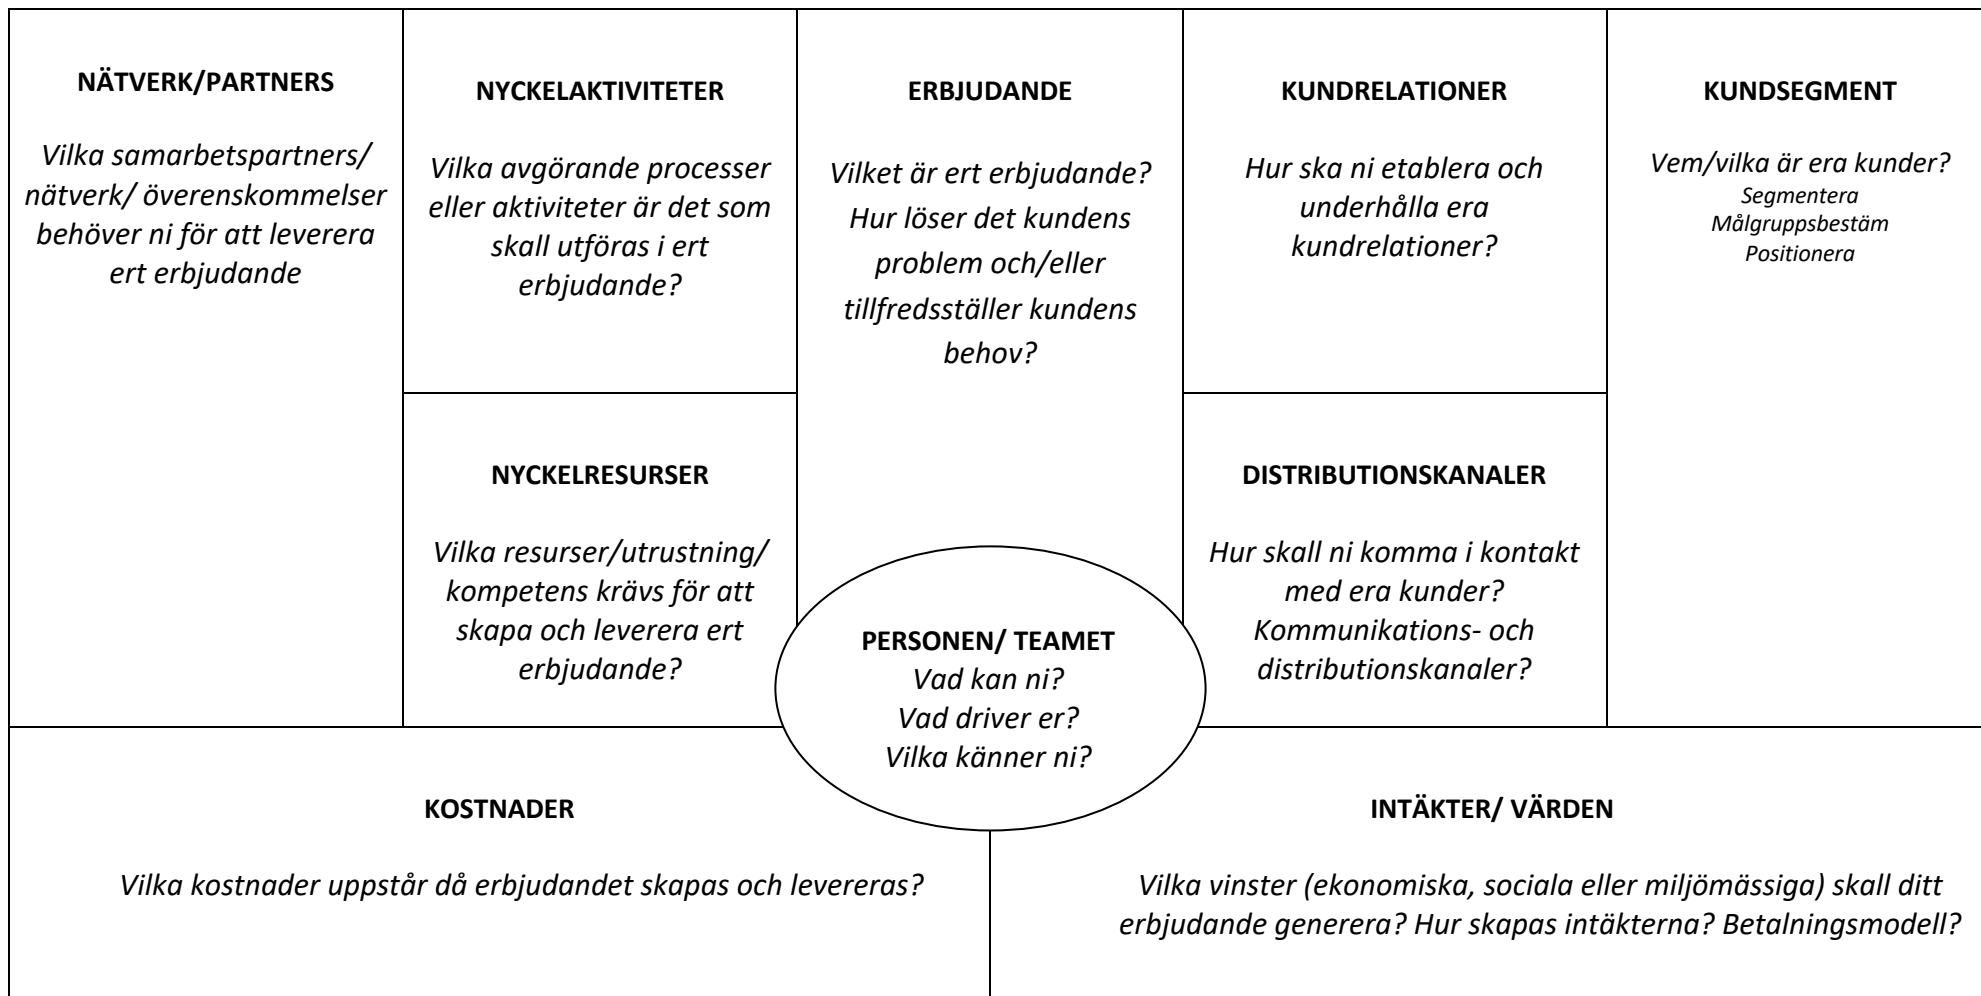 NÄTVERK/PARTNERS
Vilka samarbetspartners/
nätverk/ överenskommelser
behöver ni för att leverera
ert erbjudande
NYCKELAKTIVITETER
Vilka avgörande processer
eller aktiviteter är det som
skall utföras i ert
erbjudande?
NYCKELRESURSER
Vilka resurser/utrustning/
kompetens krävs för att
skapa och leverera ert
erbjudande?
ERBJUDANDE
Vilket är ert erbjudande?
Hur löser det kundens
problem och/eller
tillfredsställer kundens
behov?
KUNDRELATIONER
Hur ska ni etablera och
underhålla era
kundrelationer?
DISTRIBUTIONSKANALER
Hur skall ni komma i kontakt
med era kunder?
Kommunikations- och
distributionskanaler?
KUNDSEGMENT
Vem/vilka är era kunder?
Segmentera
Målgruppsbestäm
Positionera
PERSONEN/ TEAMET
Vad kan ni?
Vad driver er?
Vilka känner ni?
KOSTNADER
Vilka kostnader uppstår då erbjudandet skapas och levereras?
INTÄKTER/ VÄRDEN
Vilka vinster (ekonomiska, sociala eller miljömässiga) skall ditt
erbjudande generera? Hur skapas intäkterna? Betalningsmodell?